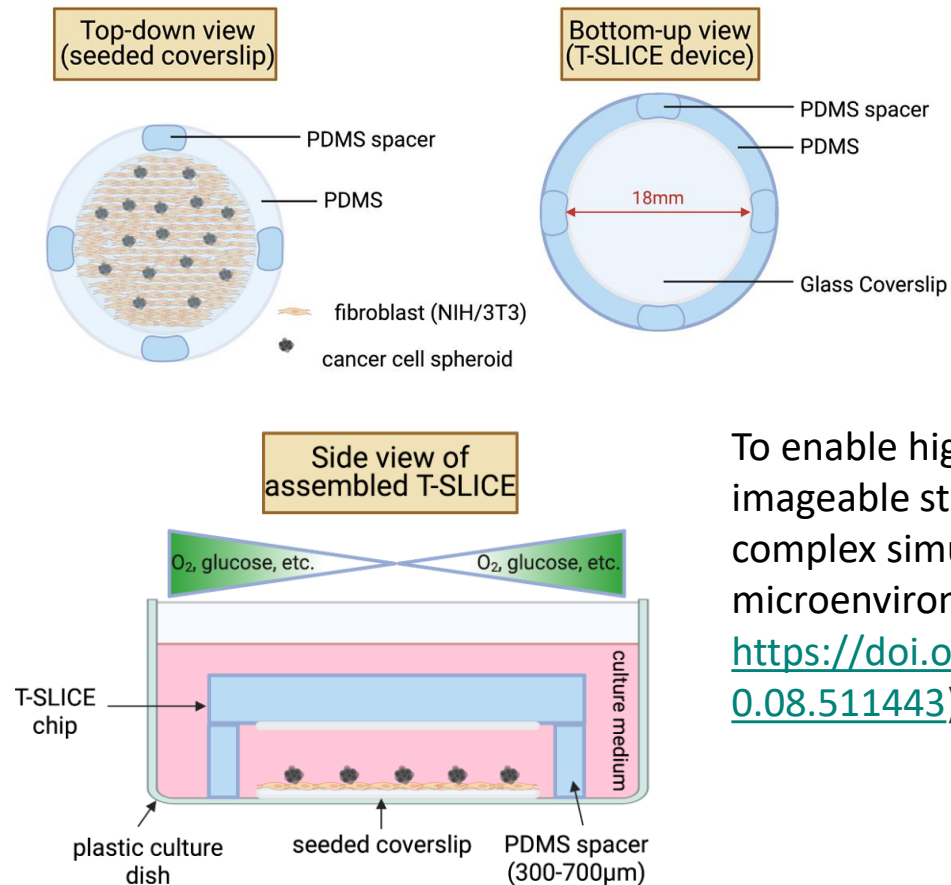 Top-down view
(seeded coverslip)
PDMS spacer
PDMS
fibroblast (NIH/3T3)
cancer cell spheroid
Bottom-up view
(T-SLICE device)
PDMS spacer
PDMS
18mm
Glass Coverslip
Side view of
assembled T-SLICE
O₂, glucose, etc.
O₂, glucose, etc.
culture medium
T-SLICE
chip
plastic culture
dish
seeded coverslip
PDMS spacer
(300-700µm)
To enable hig
imageable st
complex simu
microenviron
https://doi.o
0.08.511443)